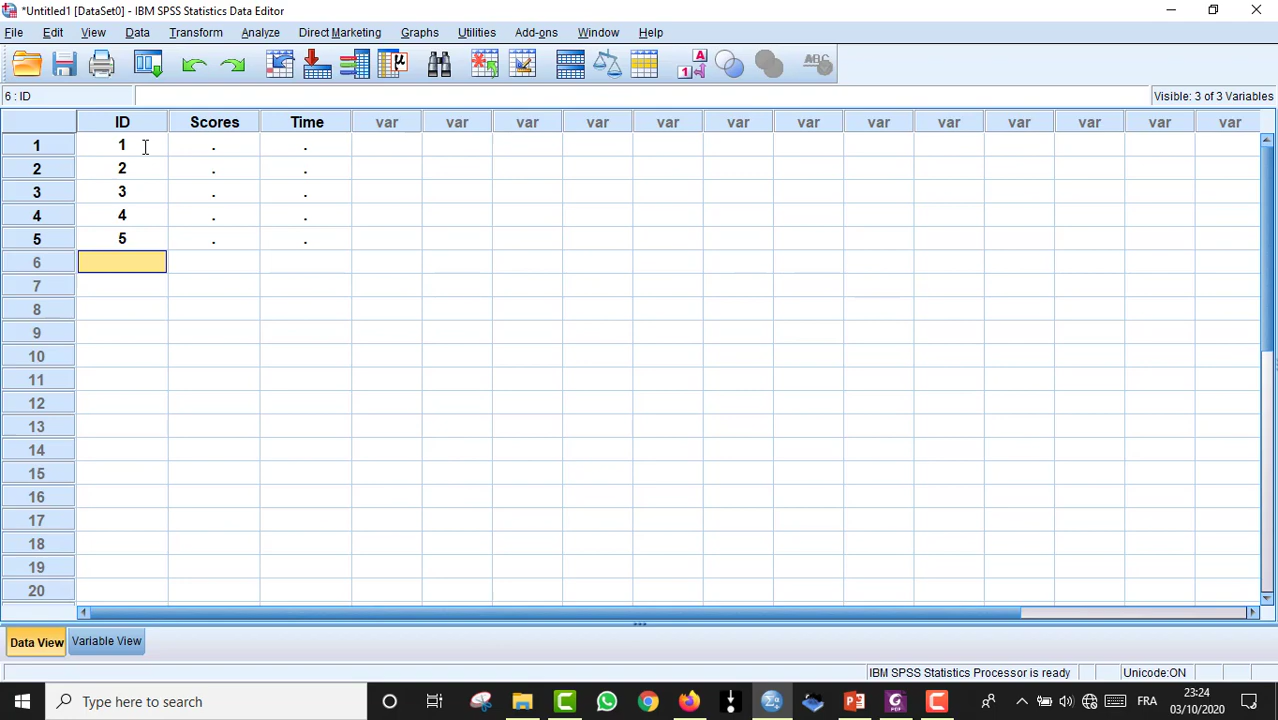 *Untitled1 [DataSet0] - IBM SPSS Statistics Data Editor
File Edit View Data Transform Analyze Direct Marketing Graphs Utilities Add-ons Window Help
6 : ID Visible: 3 of 3 Variables
ID Scores Time var var var var var var var var var var var var var
1 1 . .
2 2 . .
3 3 . .
4 4 . .
5 5 . .
6
7
8
9
10
11
12
13
14
15
16
17
18
19
20
Data View Variable View
IBM SPSS Statistics Processor is ready Unicode:ON
Type here to search FRA 23:24
03/10/2020